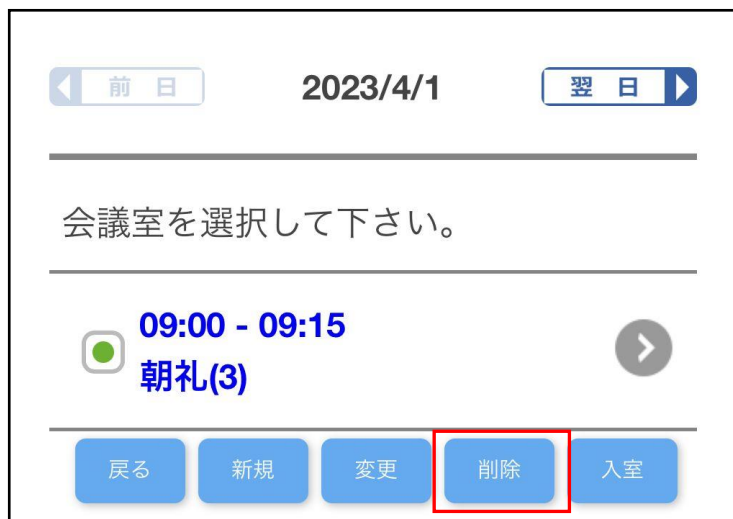 前 日 2023/4/1 翌 日
会議室を選択して下さい。
09:00 - 09:15
朝礼(3)
戻る 新規 変更 削除 入室